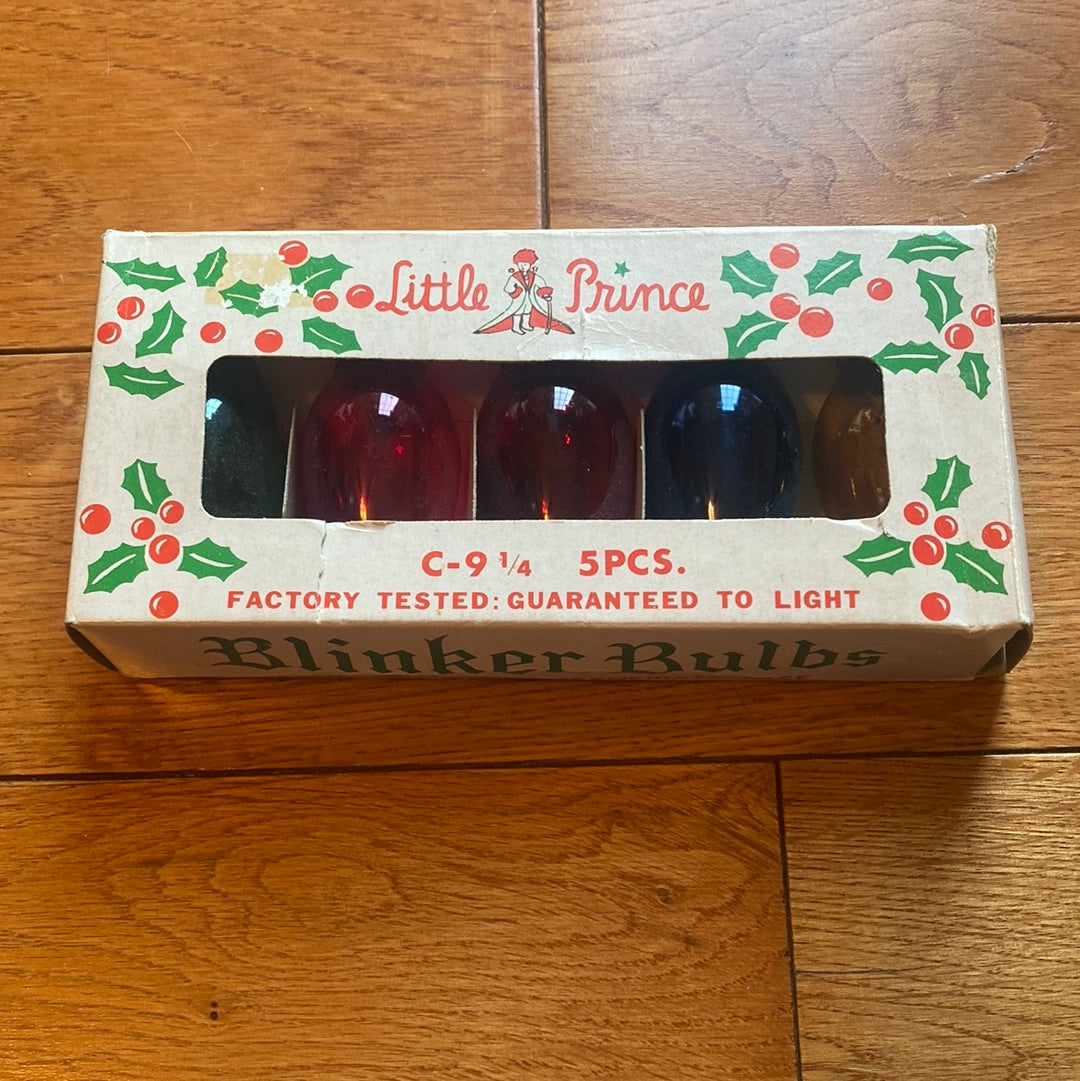 Little Prince
C-9 1/4 5PCS.
FACTORY TESTED: GUARANTEED TO LIGHT
Blinker Bulbs